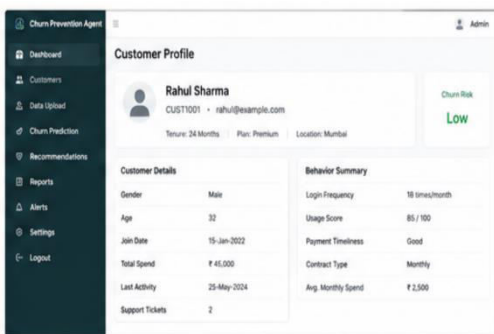 Churn Prevention Agent
Admin
Dashboard
Customers
Data Upload
Churn Prediction
Recommendations
Reports
Alerts
Settings
Logout
Customer Profile
Rahul Sharma
CUST1001 • rahul@example.com
Tenure: 24 Months | Plan: Premium | Location: Mumbai
Churn Risk
Low
Customer Details
Gender Male
Age 32
Join Date 15-Jan-2022
Total Spend ₹ 45,000
Last Activity 25-May-2024
Support Tickets 2
Behavior Summary
Login Frequency 18 times/month
Usage Score 85 / 100
Payment Timeliness Good
Contract Type Monthly
Avg. Monthly Spend ₹ 2,500